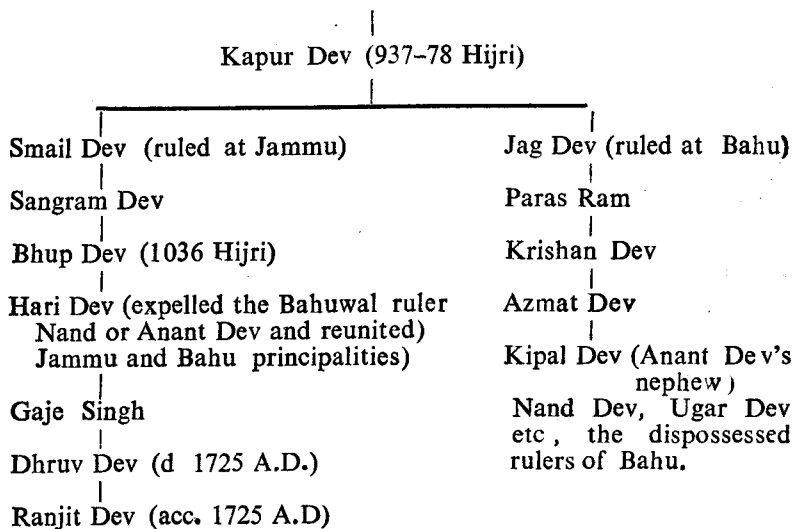 Kapur Dev (937–78 Hijri)
Smail Dev (ruled at Jammu)
Sangram Dev
Bhup Dev (1036 Hijri)
Hari Dev (expelled the Bahuwal ruler
Nand or Anant Dev and reunited)
Jammu and Bahu principalities)
Gaje Singh
Dhruv Dev (d 1725 A.D.)
Ranjit Dev (acc. 1725 A.D)
Jag Dev (ruled at Bahu)
Paras Ram
Krishan Dev
Azmat Dev
Kipal Dev (Anant Dev's
nephew)
Nand Dev, Ugar Dev
etc , the dispossessed
rulers of Bahu.